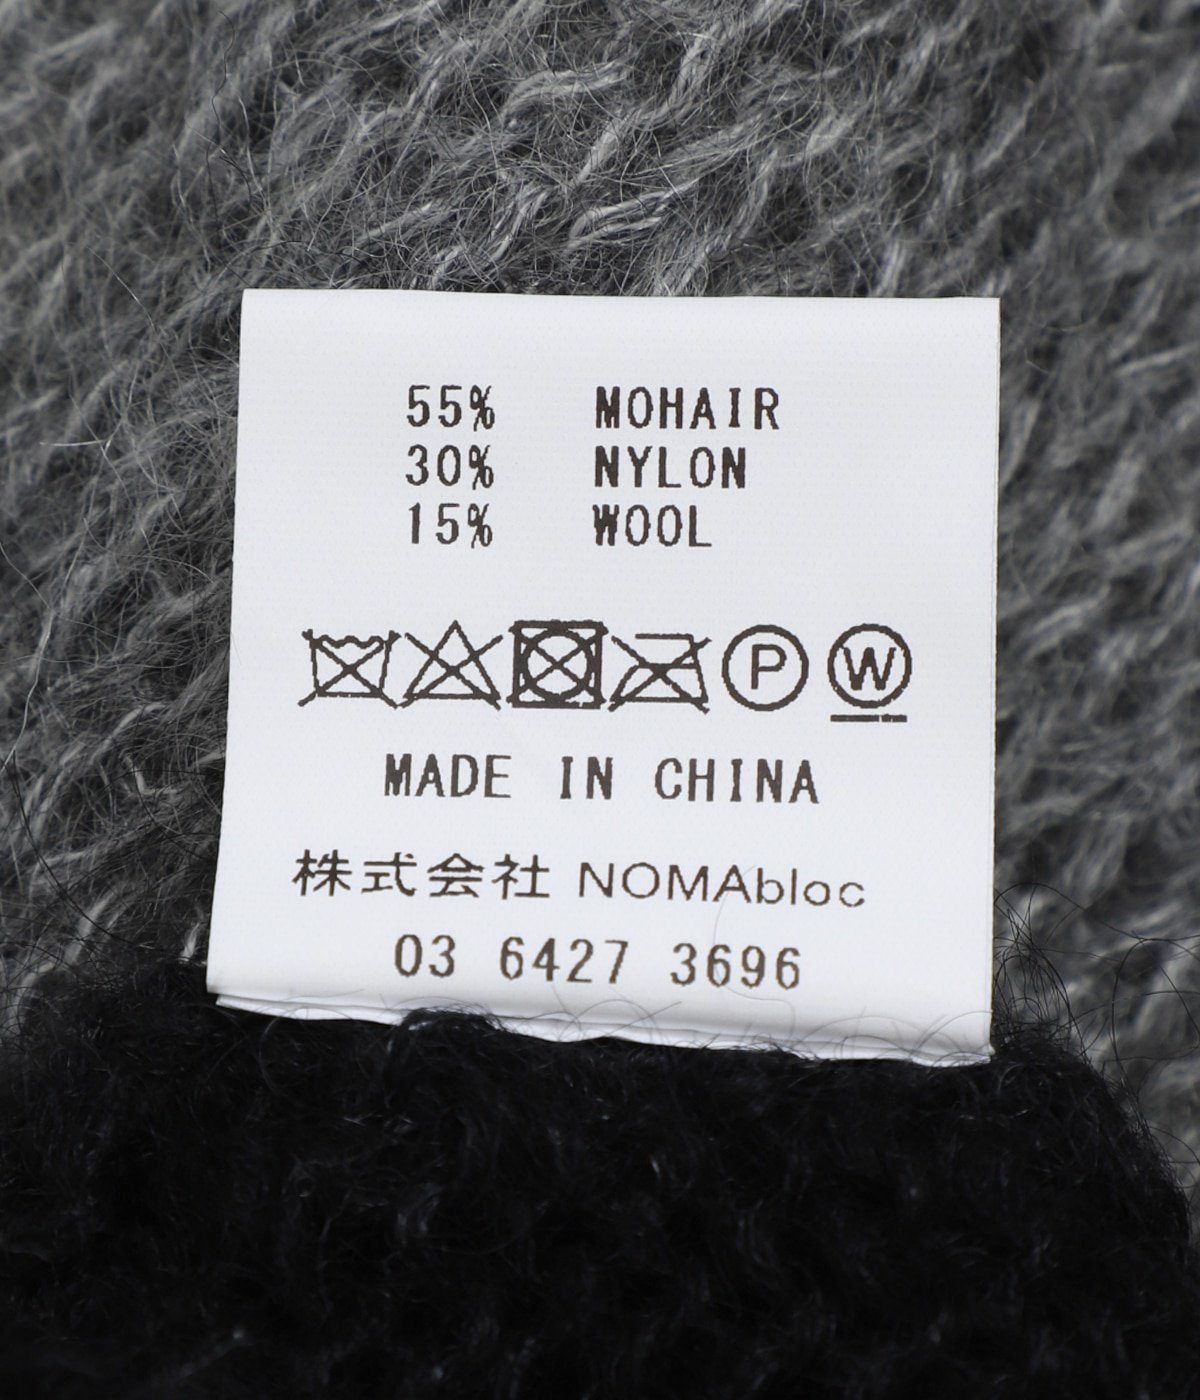 55% MOHAIR
30% NYLON
15% WOOL
P W
MADE IN CHINA
株式会社 NOMAbloc
03 6427 3696